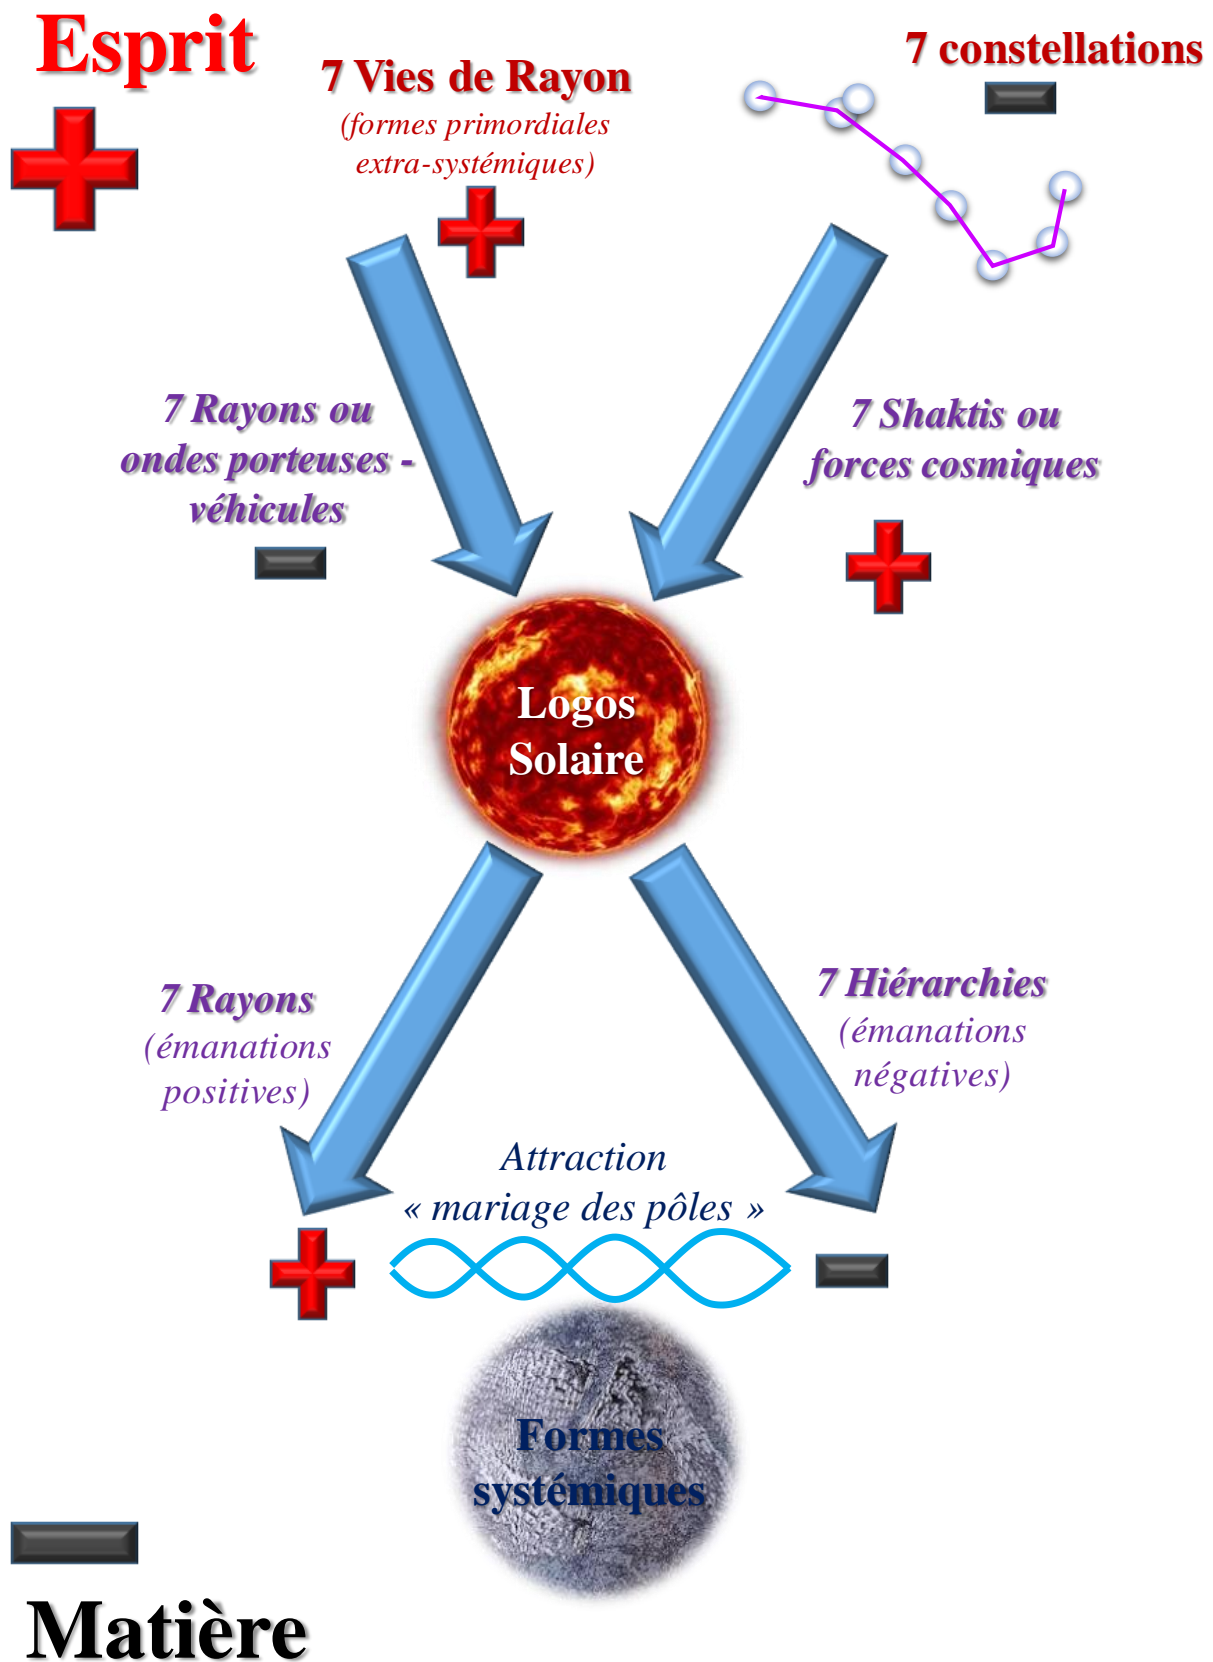 Esprit
7 Vies de Rayon
(formes primordiales
extra-systémiques)
7 constellations
7 Rayons ou
ondes porteuses -
véhicules
7 Shaktis ou
forces cosmiques
Logos
Solaire
7 Rayons
(émanations
positives)
7 Hiérarchies
(émanations
négatives)
Attraction
« mariage des pôles »
Formes
systémiques
Matière